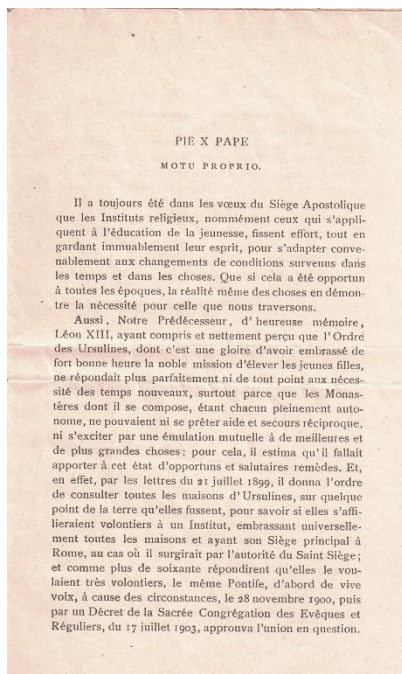 PIE X PAPE
MOTU PROPRIO.
Il a toujours été dans les vœux du Siège Apostolique
que les Instituts religieux, nommément ceux qui s'appli-
quent à l'éducation de la jeunesse, fissent effort, tout en
gardant immuablement leur esprit, pour s'adapter conve-
nablement aux changements de conditions survenus dans
les temps et dans les choses. Que si cela a été opportun
à toutes les époques, la réalité même des choses en démon-
tre la nécessité pour celle que nous traversons.
Aussi, Notre Prédécesseur, d'heureuse mémoire,
Léon XIII, ayant compris et nettement perçu que l'Ordre
des Ursulines, dont c'est une gloire d'avoir embrassé de
fort bonne heure la noble mission d'élever les jeunes filles,
ne répondait plus parfaitement ni de tout point aux néces-
sité des temps nouveaux, surtout parce que les Monas-
tères dont il se compose, étant chacun pleinement auto-
nome, ne pouvaient ni se prêter aide et secours réciproque,
ni s'exciter par une émulation mutuelle à de meilleures et
de plus grandes choses: pour cela, il estima qu'il fallait
apporter à cet état d'opportuns et salutaires remèdes. Et,
en effet, par les lettres du 21 juillet 1899, il donna l'ordre
de consulter toutes les maisons d'Ursulines, sur quelque
point de la terre qu'elles fussent, pour savoir si elles s'affi-
lieraient volontiers à un Institut, embrassant universelle-
ment toutes les maisons et ayant son Siège principal à
Rome, au cas où il surgirait par l'autorité du Saint Siège;
et comme plus de soixante répondirent qu'elles le vou-
laient très volontiers, le même Pontife, d'abord de vive
voix, à cause des circonstances, le 28 novembre 1900, puis
par un Décret de la Sacrée Congrégation des Evêques et
Réguliers, du 17 juillet 1903, approuva l'union en question.